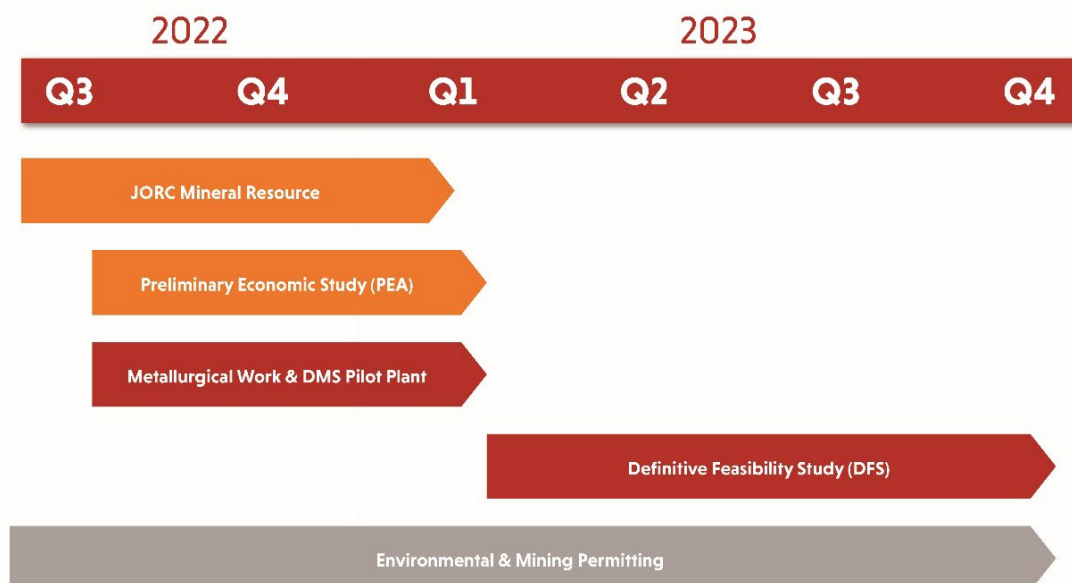 2022 2023
Q3 Q4 Q1 Q2 Q3 Q4
JORC Mineral Resource
Preliminary Economic Study (PEA)
Metallurgical Work & DMS Pilot Plant
Definitive Feasibility Study (DFS)
Environmental & Mining Permitting